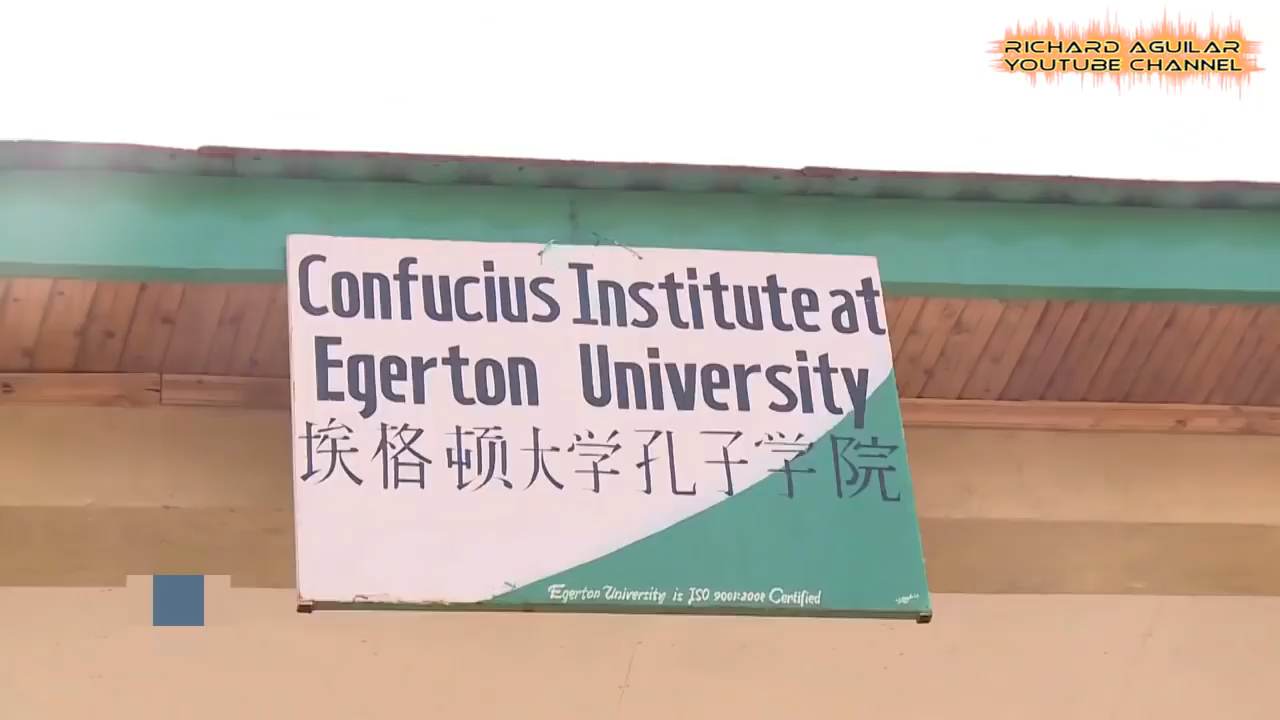 RICHARD AGUILAR
YOUTUBE CHANNEL
Confucius Institute at
Egerton University
埃格顿大学孔子学院
Egerton University is ISO 9001:2008 Certified